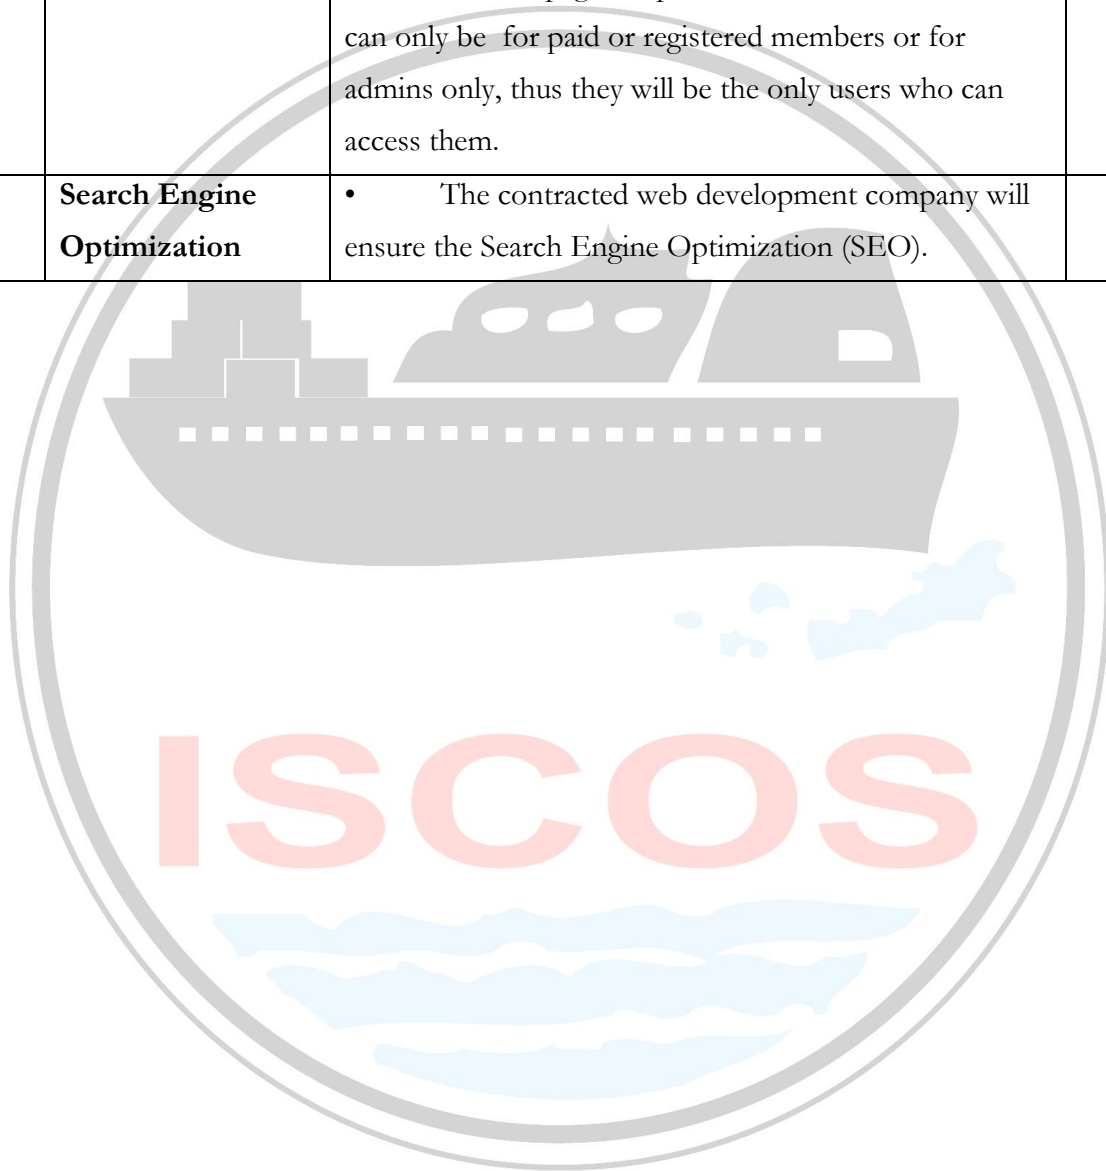 can only be  for paid or registered members or for
admins only, thus they will be the only users who can
access them.
Search Engine
Optimization
• The contracted web development company will
ensure the Search Engine Optimization (SEO).
ISCOS